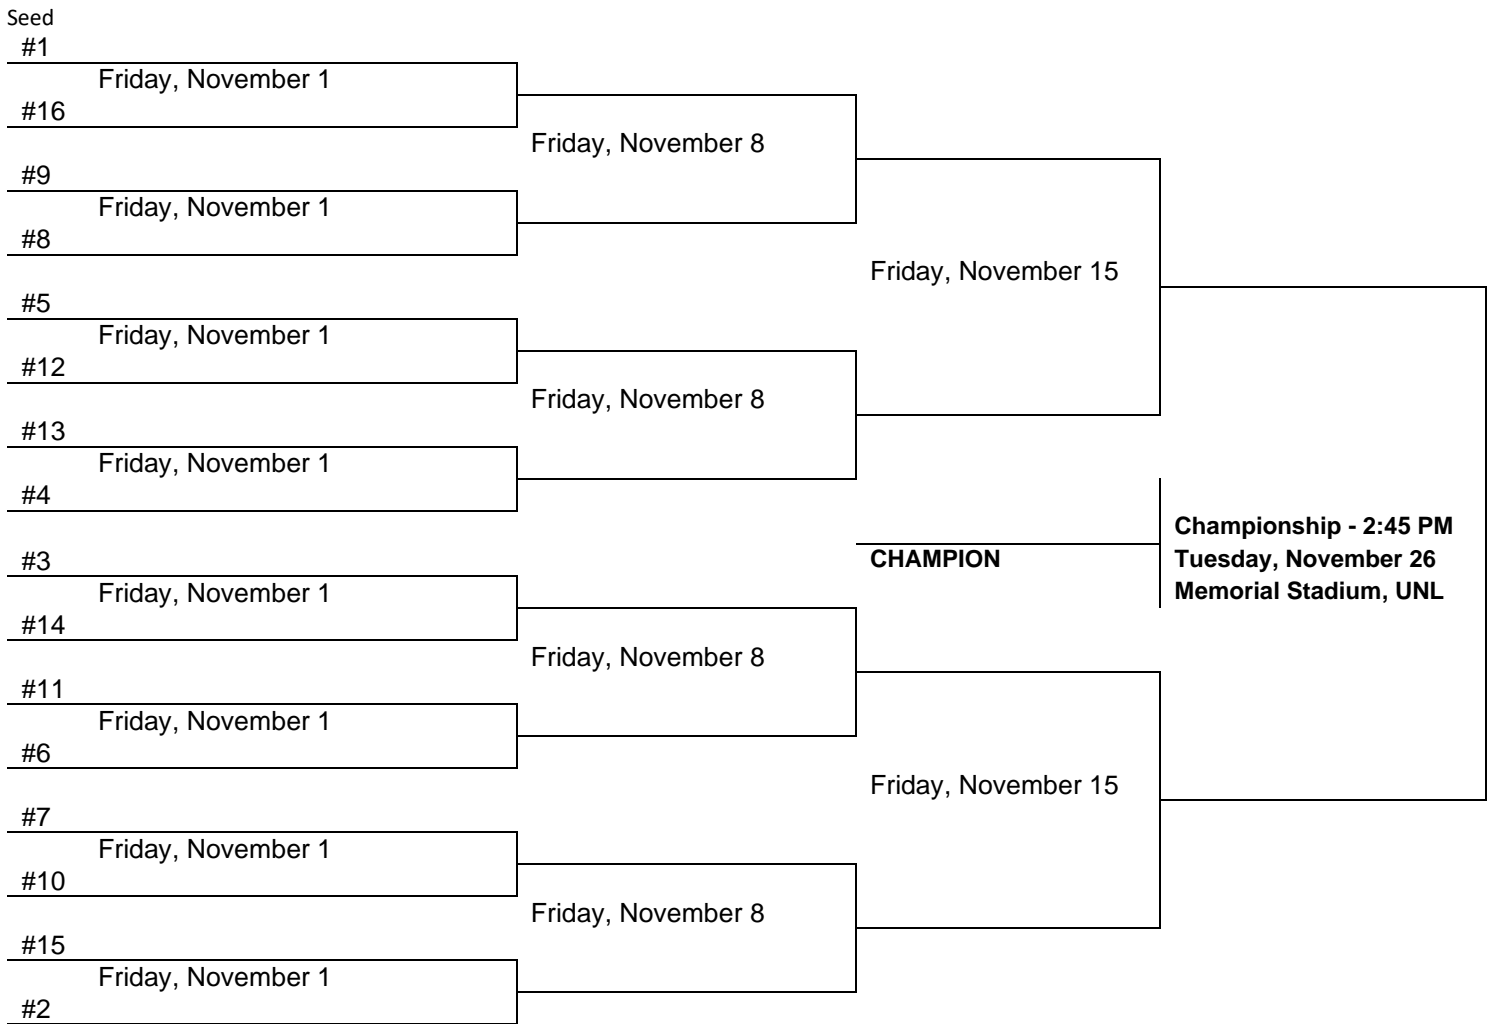 Seed
#1
Friday, November 1
#16
Friday, November 8
#9
Friday, November 1
#8
Friday, November 15
#5
Friday, November 1
#12
Friday, November 8
#13
Friday, November 1
#4
Championship - 2:45 PM
Tuesday, November 26
Memorial Stadium, UNL
CHAMPION
#3
Friday, November 1
#14
Friday, November 8
#11
Friday, November 1
#6
Friday, November 15
#7
Friday, November 1
#10
Friday, November 8
#15
Friday, November 1
#2